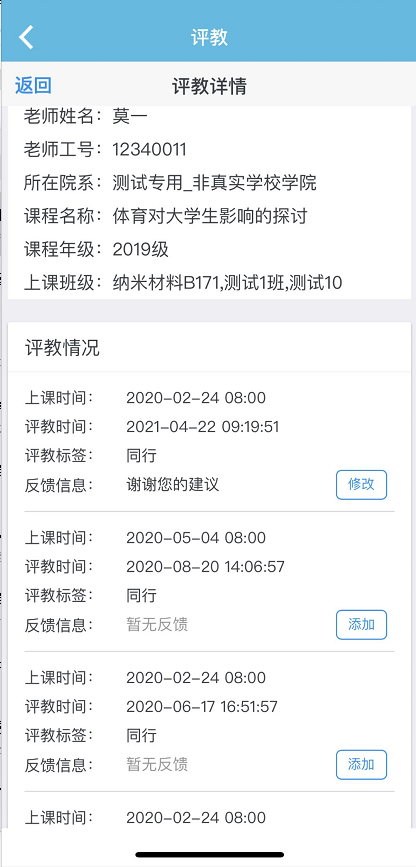 评教
返回
评教详情
老师姓名：莫一
老师工号：12340011
所在院系：测试专用_非真实学校学院
课程名称：体育对大学生影响的探讨
课程年级：2019级
上课班级：纳米材料B171,测试1班,测试10
评教情况
上课时间： 2020-02-24 08:00
评教时间： 2021-04-22 09:19:51
评教标签： 同行
反馈信息： 谢谢您的建议 修改
上课时间： 2020-05-04 08:00
评教时间： 2020-08-20 14:06:57
评教标签： 同行
反馈信息： 暂无反馈 添加
上课时间： 2020-02-24 08:00
评教时间： 2020-06-17 16:51:57
评教标签： 同行
反馈信息： 暂无反馈 添加
上课时间： 2020-02-24 08:00